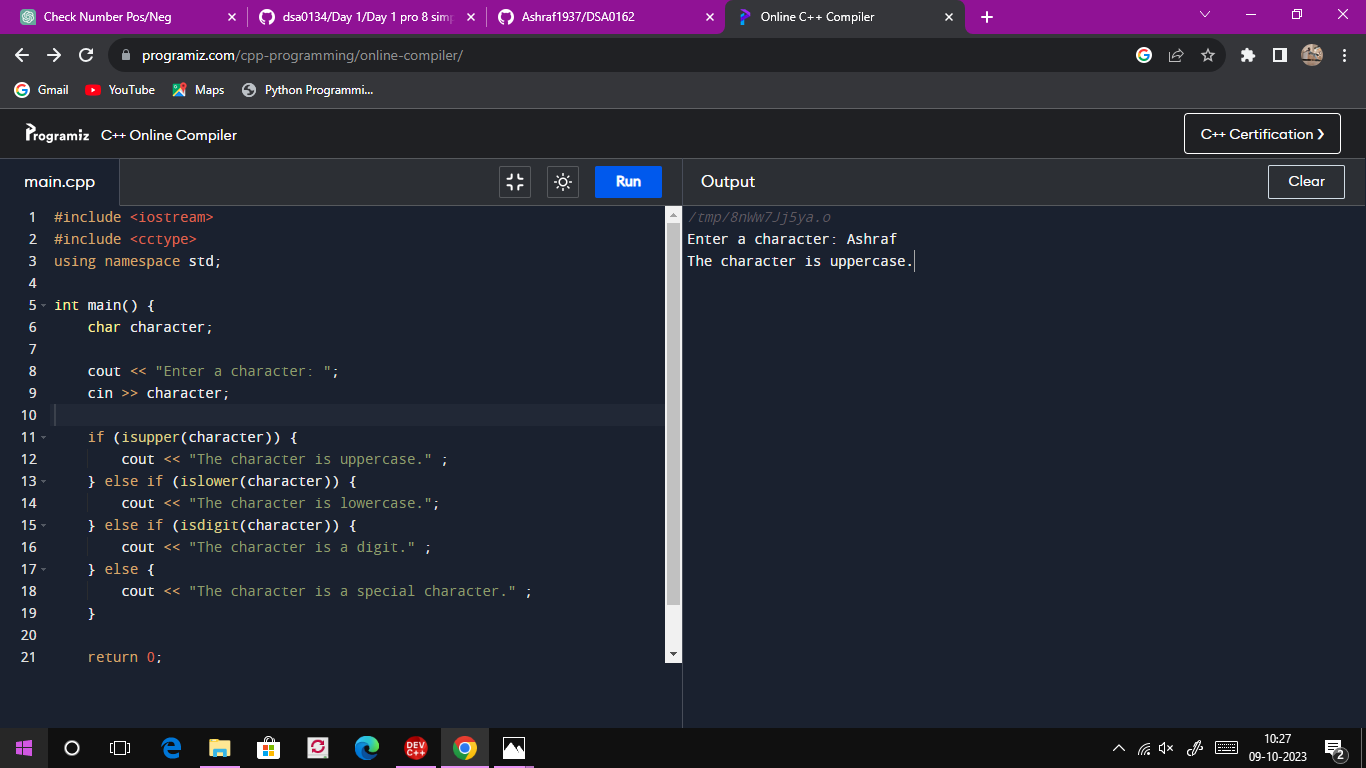 Check Number Pos/Neg
dsa0134/Day 1/Day 1 pro 8 sim
Ashraf1937/DSA0162
Online C++ Compiler
programiz.com/cpp-programming/online-compiler/
Gmail
YouTube
Maps
Python Programmi...
Programiz
C++ Online Compiler
C++ Certification ❯
main.cpp
Run
Output
Clear
1 #include <iostream>
2 #include <cctype>
3 using namespace std;
4
5 int main() {
6     char character;
7
8     cout << "Enter a character: ";
9     cin >> character;
10
11     if (isupper(character)) {
12         cout << "The character is uppercase." ;
13     } else if (islower(character)) {
14         cout << "The character is lowercase.";
15     } else if (isdigit(character)) {
16         cout << "The character is a digit." ;
17     } else {
18         cout << "The character is a special character." ;
19     }
20
21     return 0;
/tmp/8nWw7Jj5ya.o
Enter a character: Ashraf
The character is uppercase.
DEV
C++
10:27
09-10-2023
2